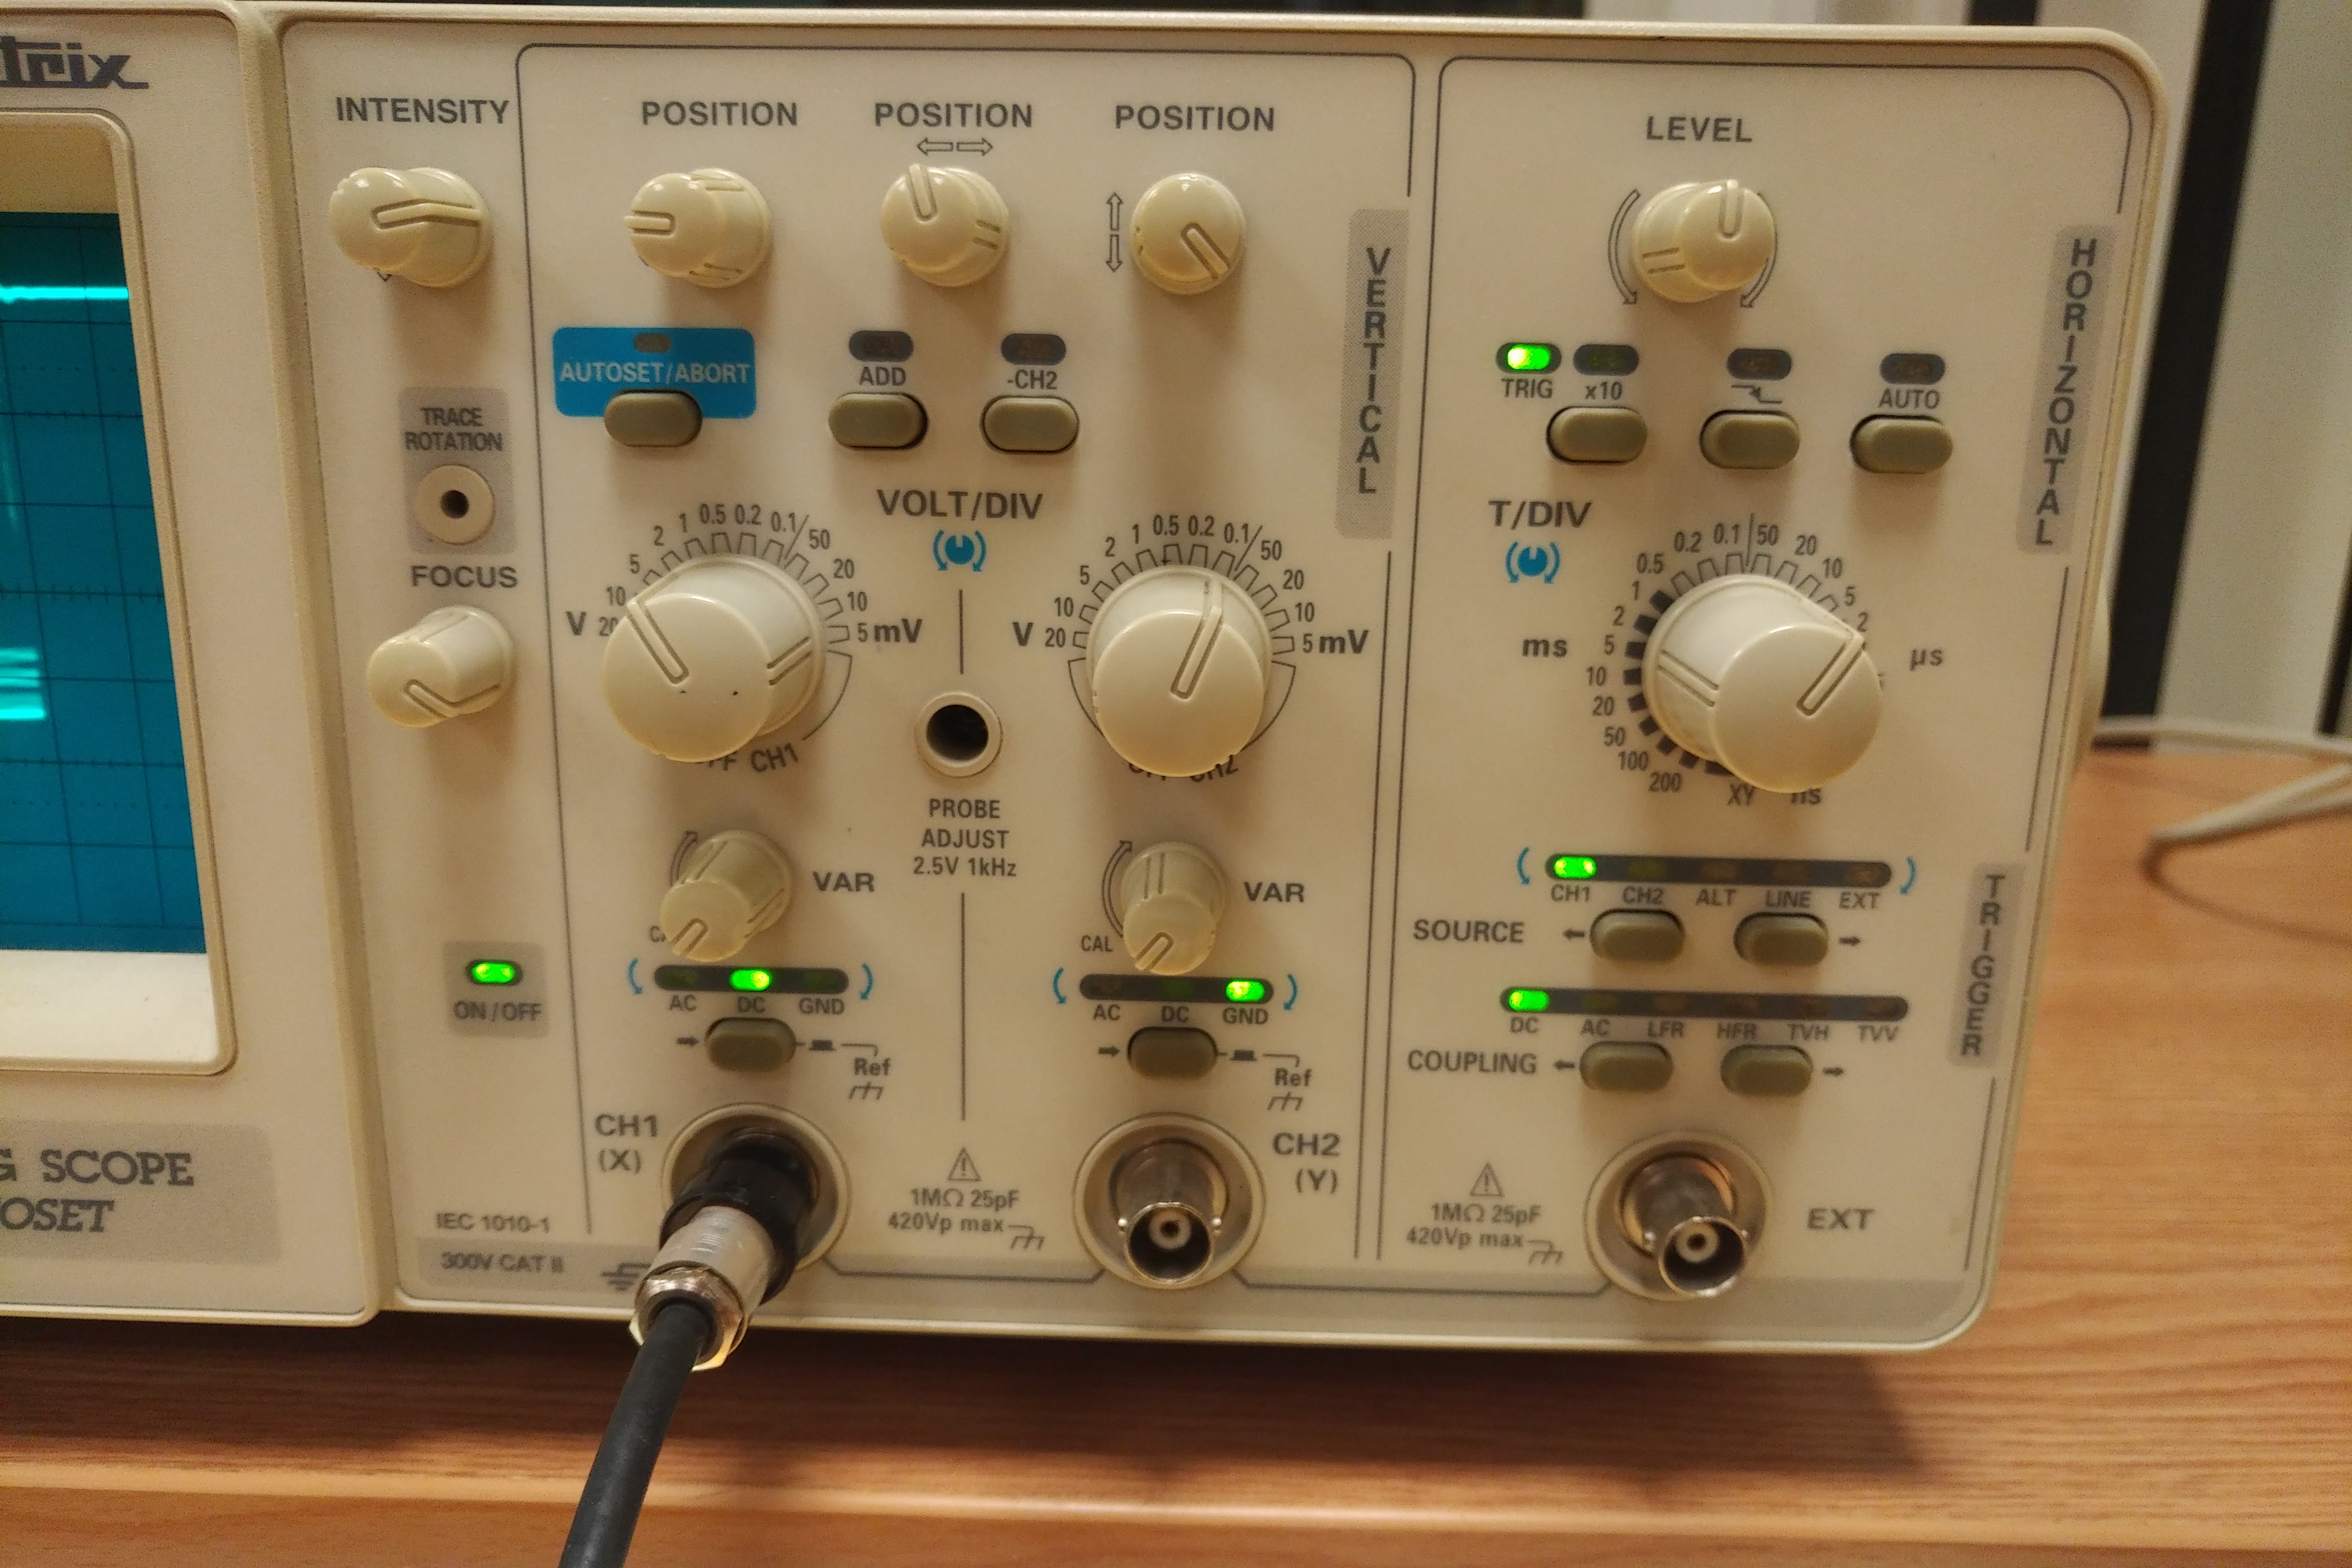 trix
INTENSITY
POSITION
POSITION
POSITION
LEVEL
AUTOSET/ABORT
ADD
-CH2
TRIG
x10
AUTO
TRACE
ROTATION
FOCUS
VOLT/DIV
T/DIV
VERTICAL
HORIZONTAL
V 20 10 5 2 1 0.5 0.2 0.1 50 20 10 5 mV
CH1
V 20 10 5 2 1 0.5 0.2 0.1 50 20 10 5 mV
CH2
ms 200 100 50 20 10 5 2 1 0.5 0.2 0.1 50 20 10 5 2 µs
XY ns
PROBE
ADJUST
2.5V 1kHz
VAR
VAR
CAL
ON/OFF
AC DC GND
AC DC GND
Ref
Ref
CH1 CH2 ALT LINE EXT
SOURCE
DC AC LFR HFR TVH TVV
COUPLING
TRIGGER
CH1
(X)
1MΩ 25pF
420Vp max
CH2
(Y)
1MΩ 25pF
420Vp max
EXT
G SCOPE
OSET
IEC 1010-1
300V CAT II